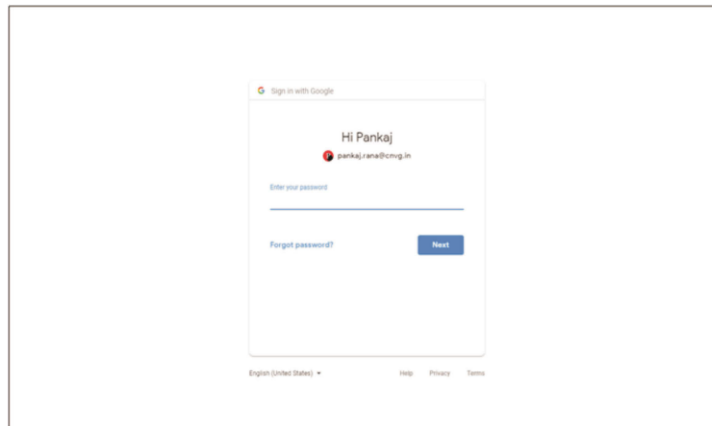 Sign in with Google
Hi Pankaj
pankaj.rana@cnvg.in
Enter your password
Forgot password? Next
English (United States) Help Privacy Terms